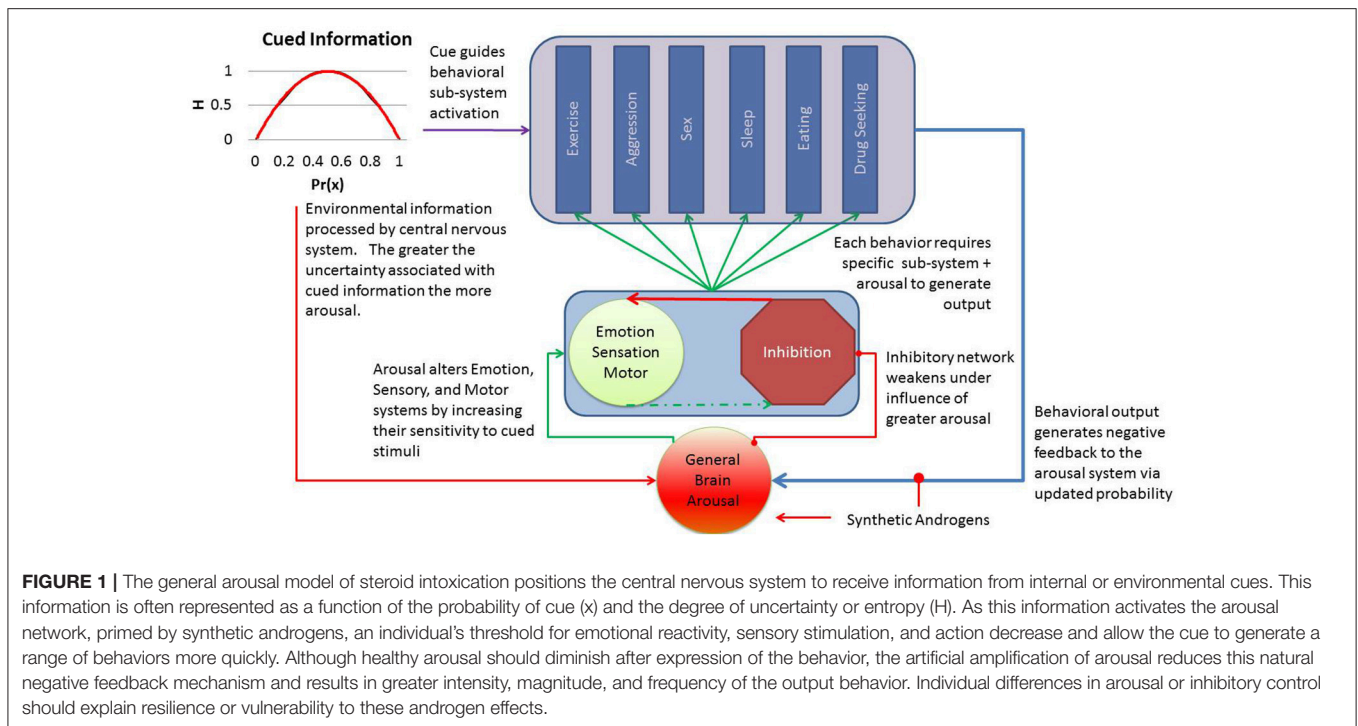 Cued Information
H
1
0.5
0
0 0.2 0.4 0.6 0.8 1
Pr(x)
Cue guides
behavioral
sub-system
activation
Exercise
Aggression
Sex
Sleep
Eating
Drug Seeking
Environmental information
processed by central nervous
system. The greater the
uncertainty associated with
cued information the more
arousal.
Each behavior requires
specific sub-system +
arousal to generate
output
Emotion
Sensation
Motor
Inhibition
Arousal alters Emotion,
Sensory, and Motor
systems by increasing
their sensitivity to cued
stimuli
Inhibitory network
weakens under
influence of
greater arousal
General
Brain
Arousal
Behavioral output
generates negative
feedback to the
arousal system via
updated probability
Synthetic Androgens
FIGURE 1 | The general arousal model of steroid intoxication positions the central nervous system to receive information from internal or environmental cues. This
information is often represented as a function of the probability of cue (x) and the degree of uncertainty or entropy (H). As this information activates the arousal
network, primed by synthetic androgens, an individual's threshold for emotional reactivity, sensory stimulation, and action decrease and allow the cue to generate a
range of behaviors more quickly. Although healthy arousal should diminish after expression of the behavior, the artificial amplification of arousal reduces this natural
negative feedback mechanism and results in greater intensity, magnitude, and frequency of the output behavior. Individual differences in arousal or inhibitory control
should explain resilience or vulnerability to these androgen effects.